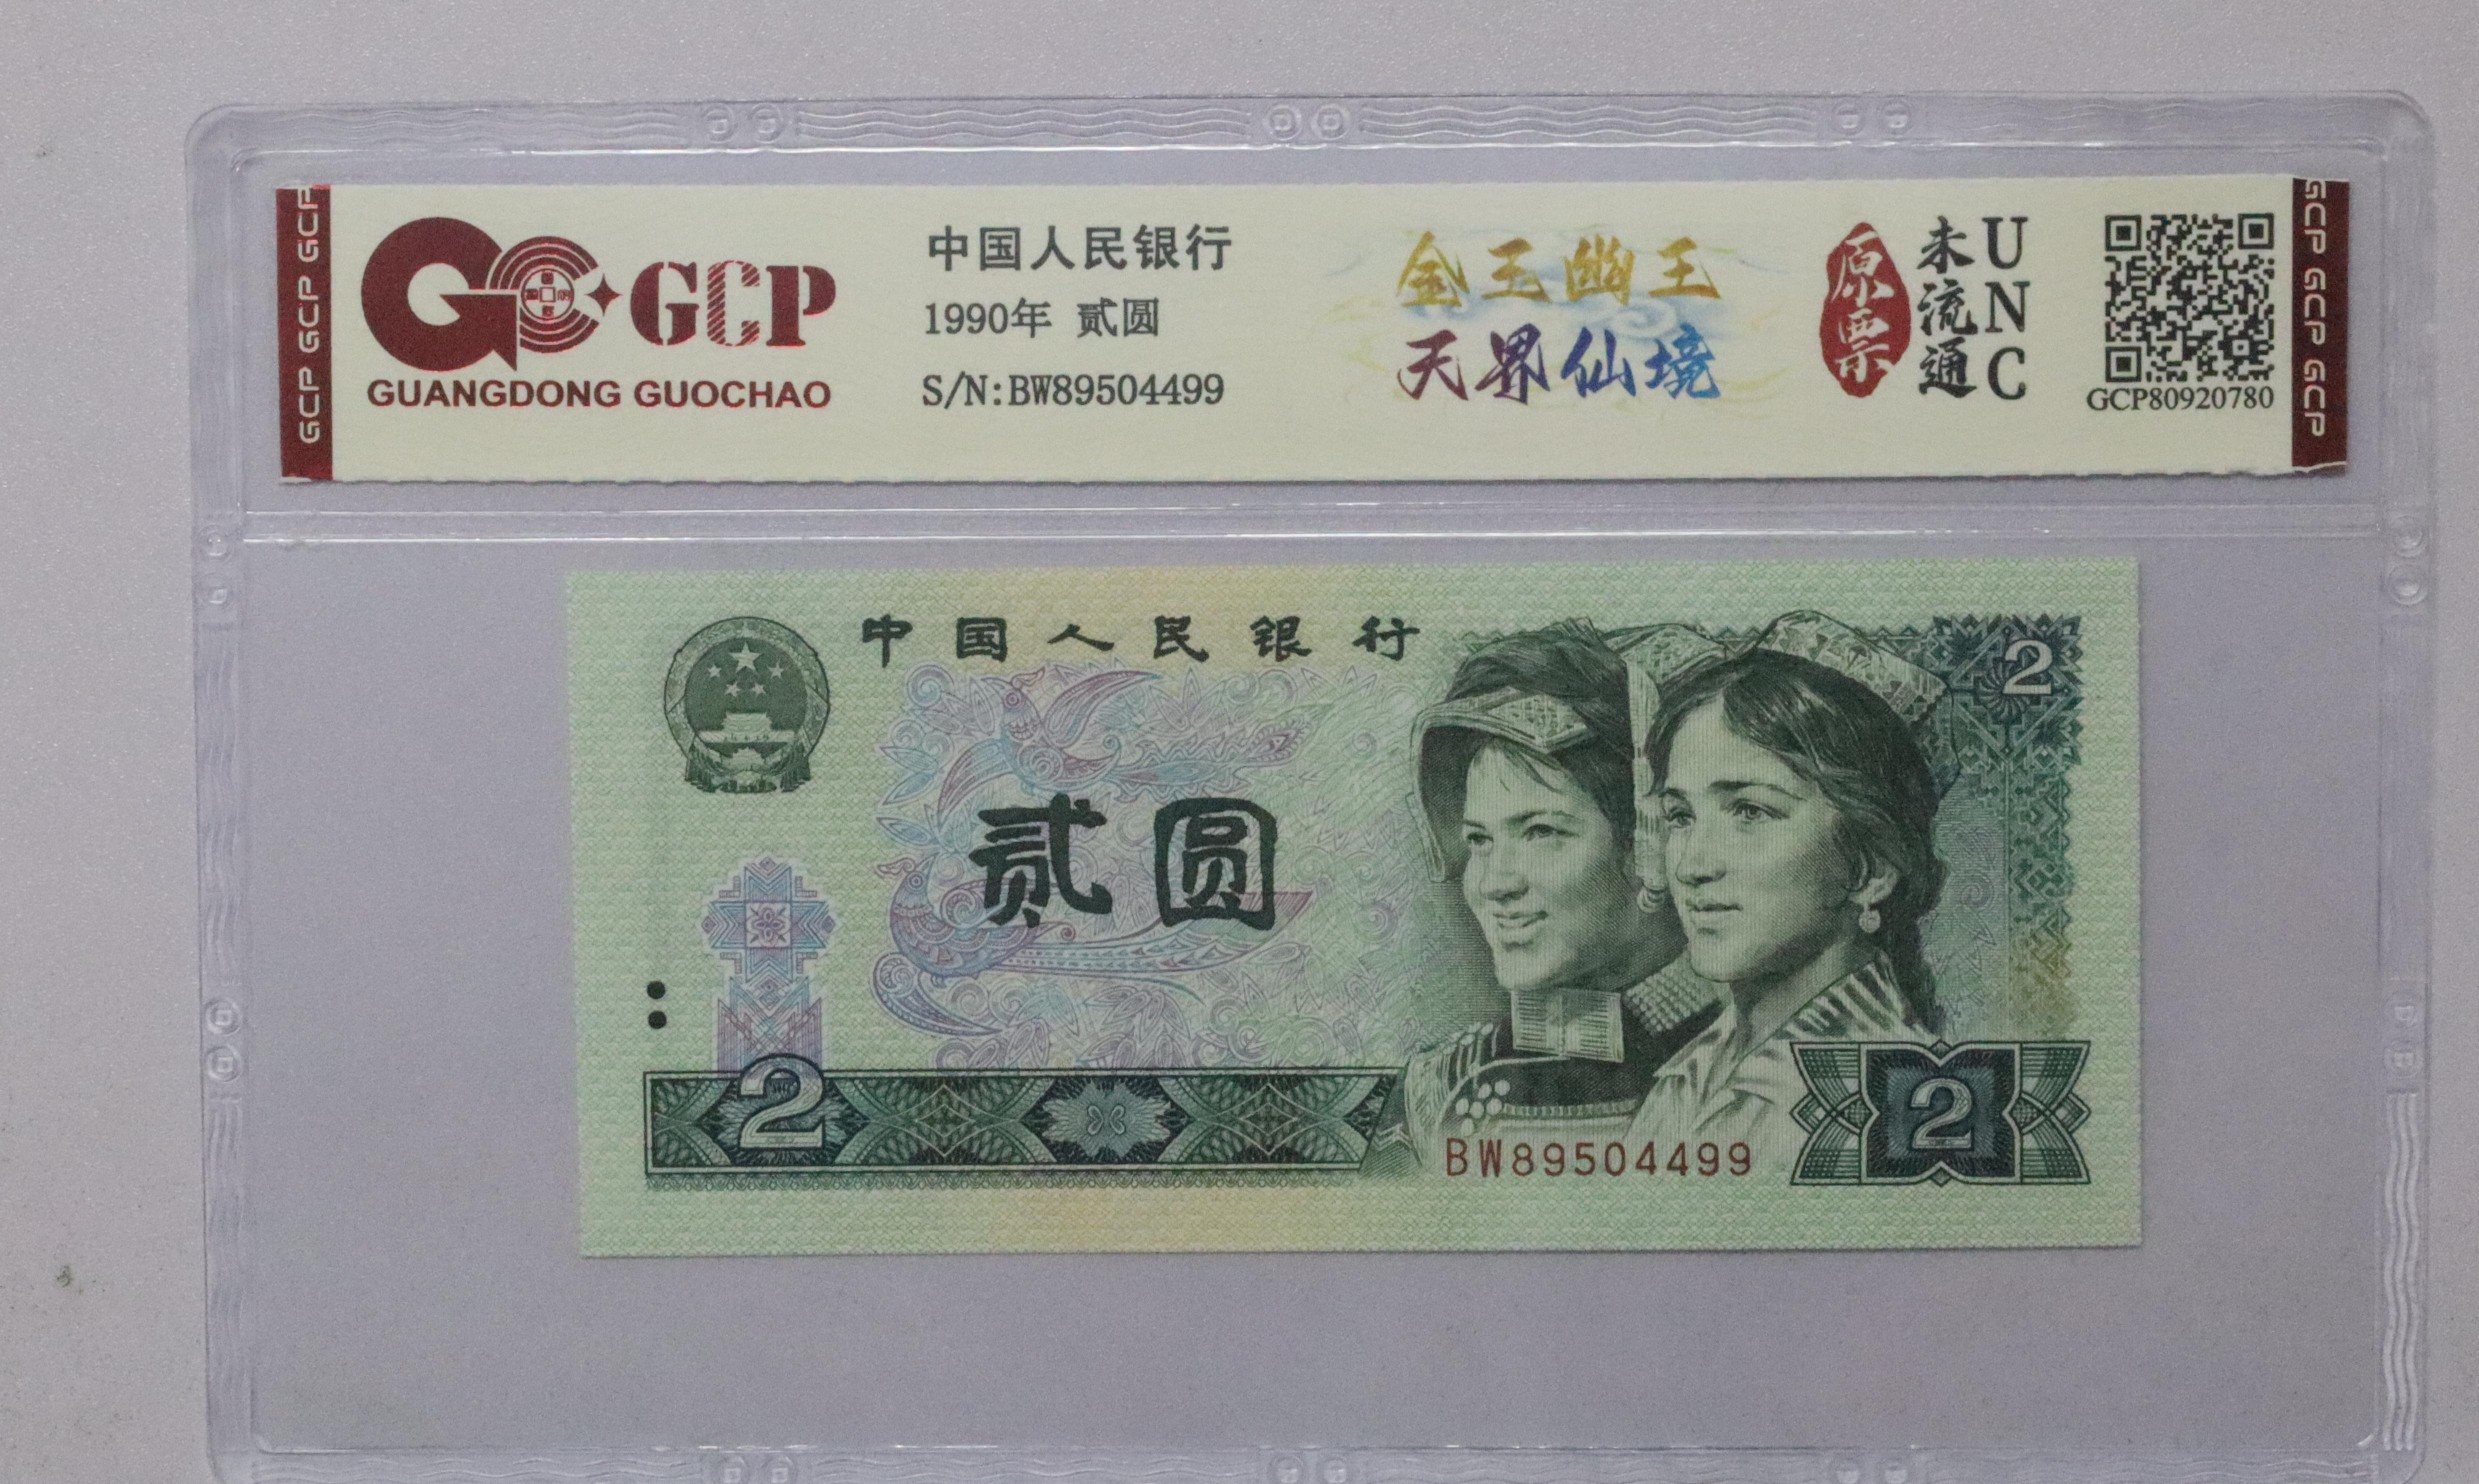 GCP GCP GCP
GCP
GUANGDONG GUOCHAO
中国人民银行
1990年 贰圆
S/N:BW89504499
金玉幽王
天界仙境
原票
未流通
UNC
GCP80920780
GCP GCP GCP
中国人民银行
2
贰圆
2
BW89504499
2